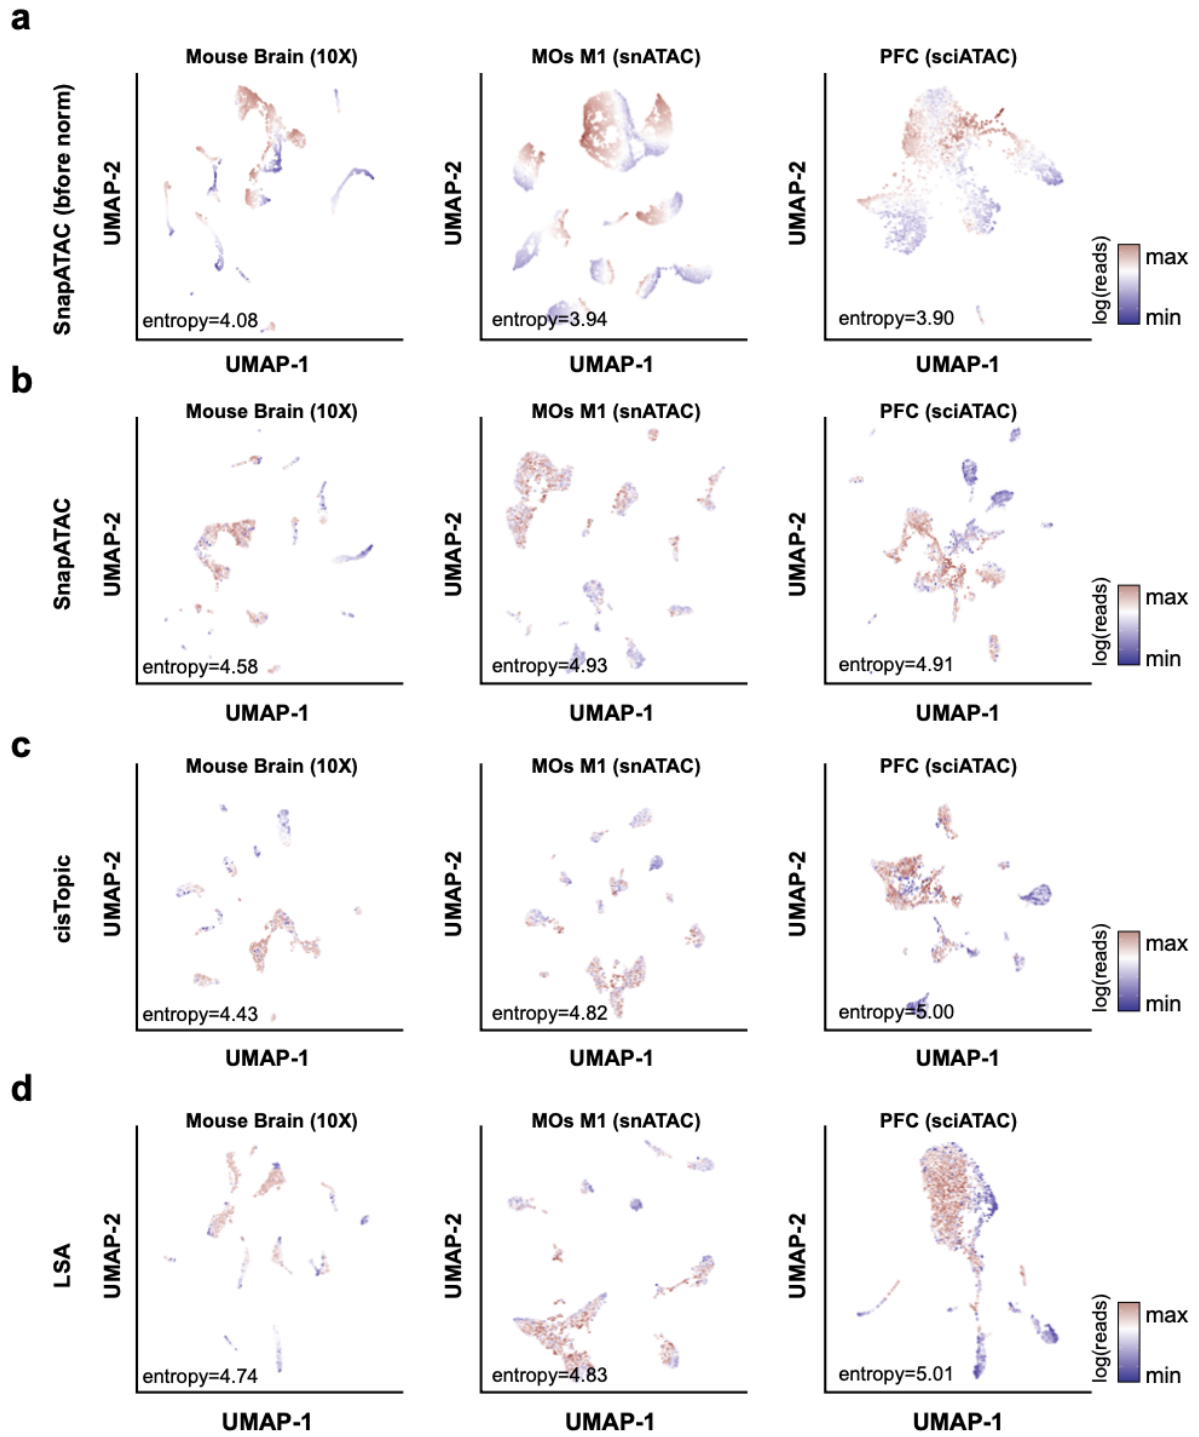 a
Mouse Brain (10X)
MOs M1 (snATAC)
PFC (sciATAC)
SnapATAC (bfore norm)
UMAP-2
UMAP-2
UMAP-2
entropy=4.08
entropy=3.94
entropy=3.90
log(reads)
max
min
UMAP-1
UMAP-1
UMAP-1
b
Mouse Brain (10X)
MOs M1 (snATAC)
PFC (sciATAC)
SnapATAC
UMAP-2
UMAP-2
UMAP-2
entropy=4.58
entropy=4.93
entropy=4.91
log(reads)
max
min
UMAP-1
UMAP-1
UMAP-1
c
Mouse Brain (10X)
MOs M1 (snATAC)
PFC (sciATAC)
cisTopic
UMAP-2
UMAP-2
UMAP-2
entropy=4.43
entropy=4.82
entropy=5.00
log(reads)
max
min
UMAP-1
UMAP-1
UMAP-1
d
Mouse Brain (10X)
MOs M1 (snATAC)
PFC (sciATAC)
LSA
UMAP-2
UMAP-2
UMAP-2
entropy=4.74
entropy=4.83
entropy=5.01
log(reads)
max
min
UMAP-1
UMAP-1
UMAP-1